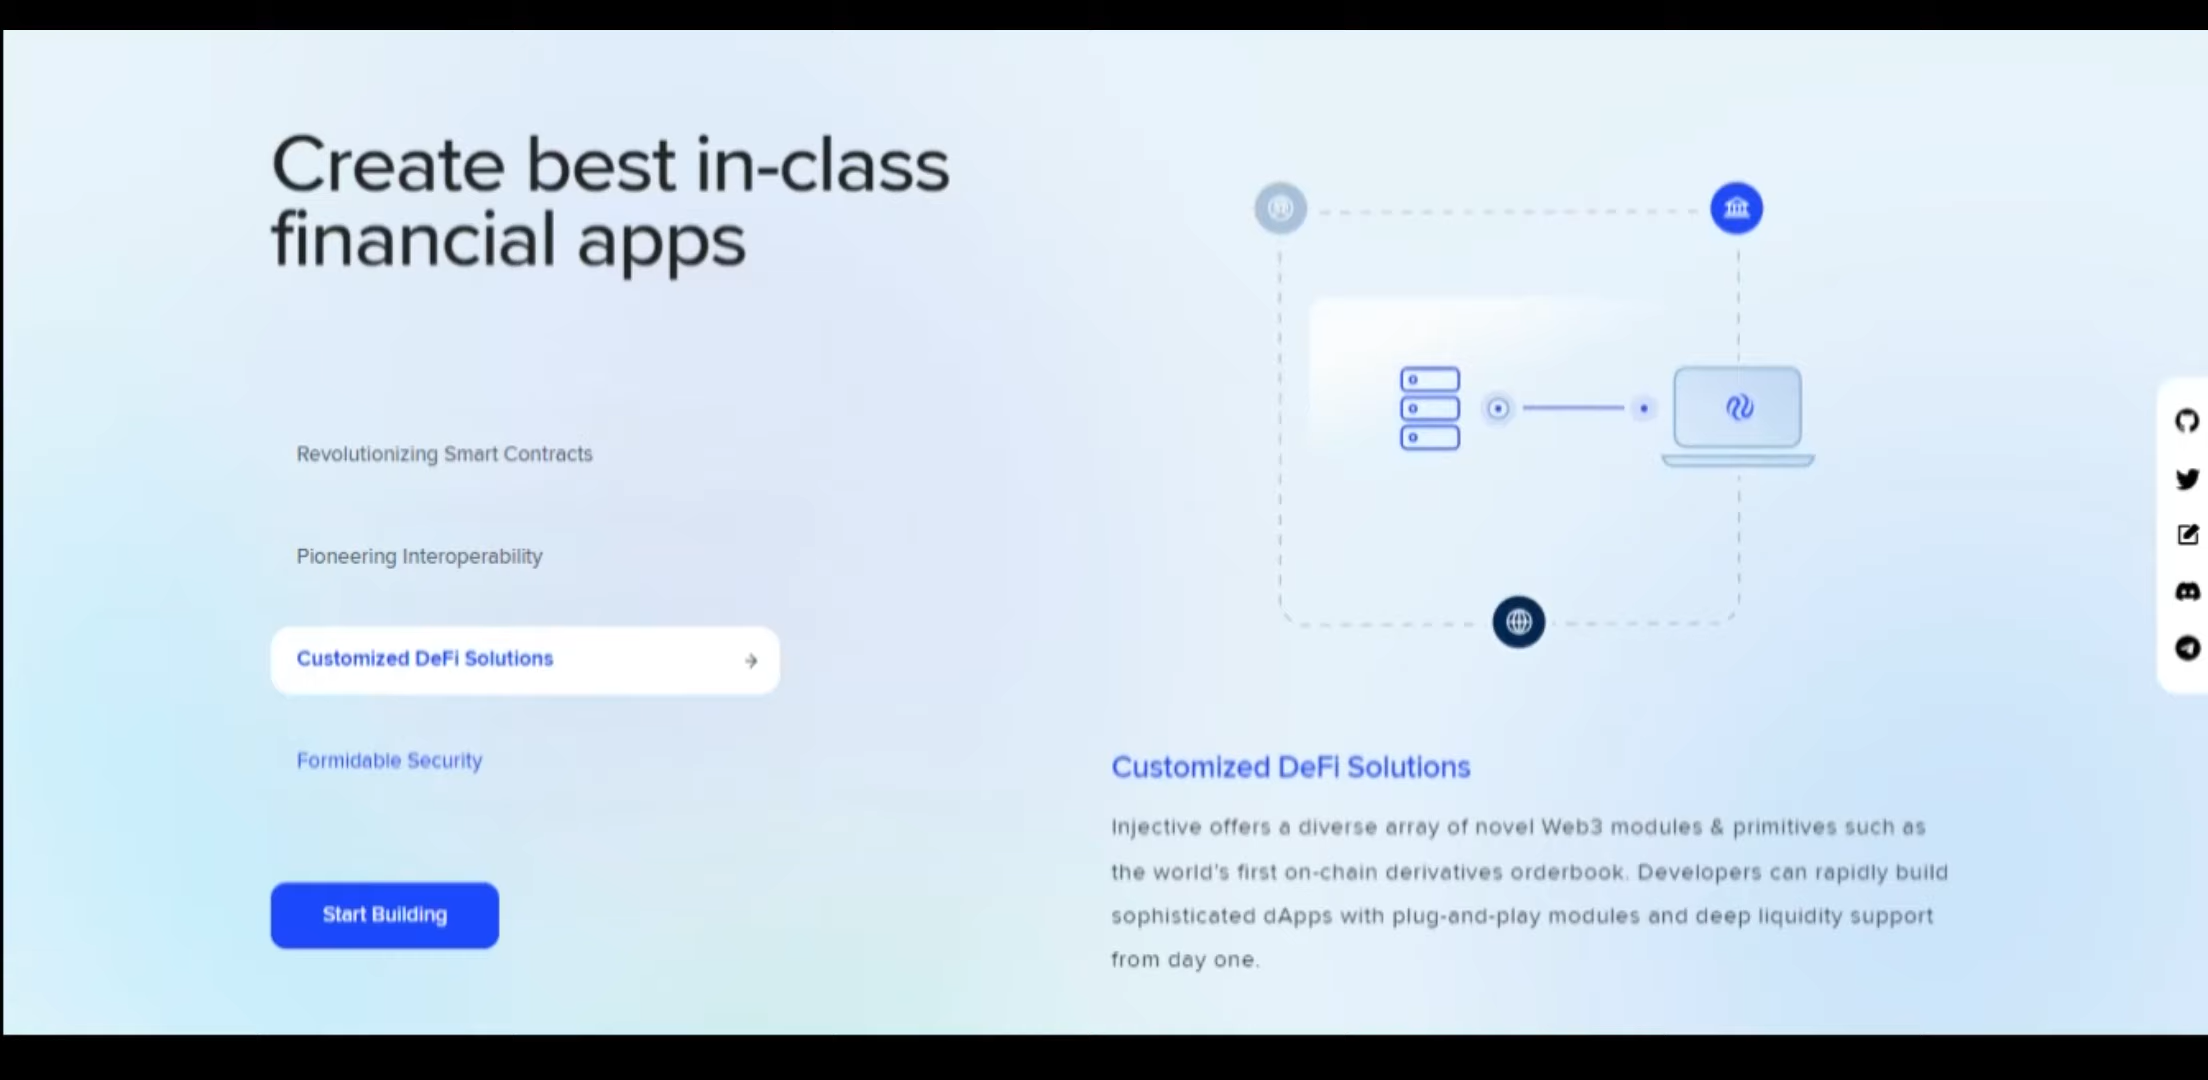 Create best in-class
financial apps
Revolutionizing Smart Contracts
Pioneering Interoperability
Customized DeFi Solutions
Formidable Security
Start Building
Customized DeFi Solutions
Injective offers a diverse array of novel Web3 modules & primitives such as
the world's first on-chain derivatives orderbook. Developers can rapidly build
sophisticated dApps with plug-and-play modules and deep liquidity support
from day one.